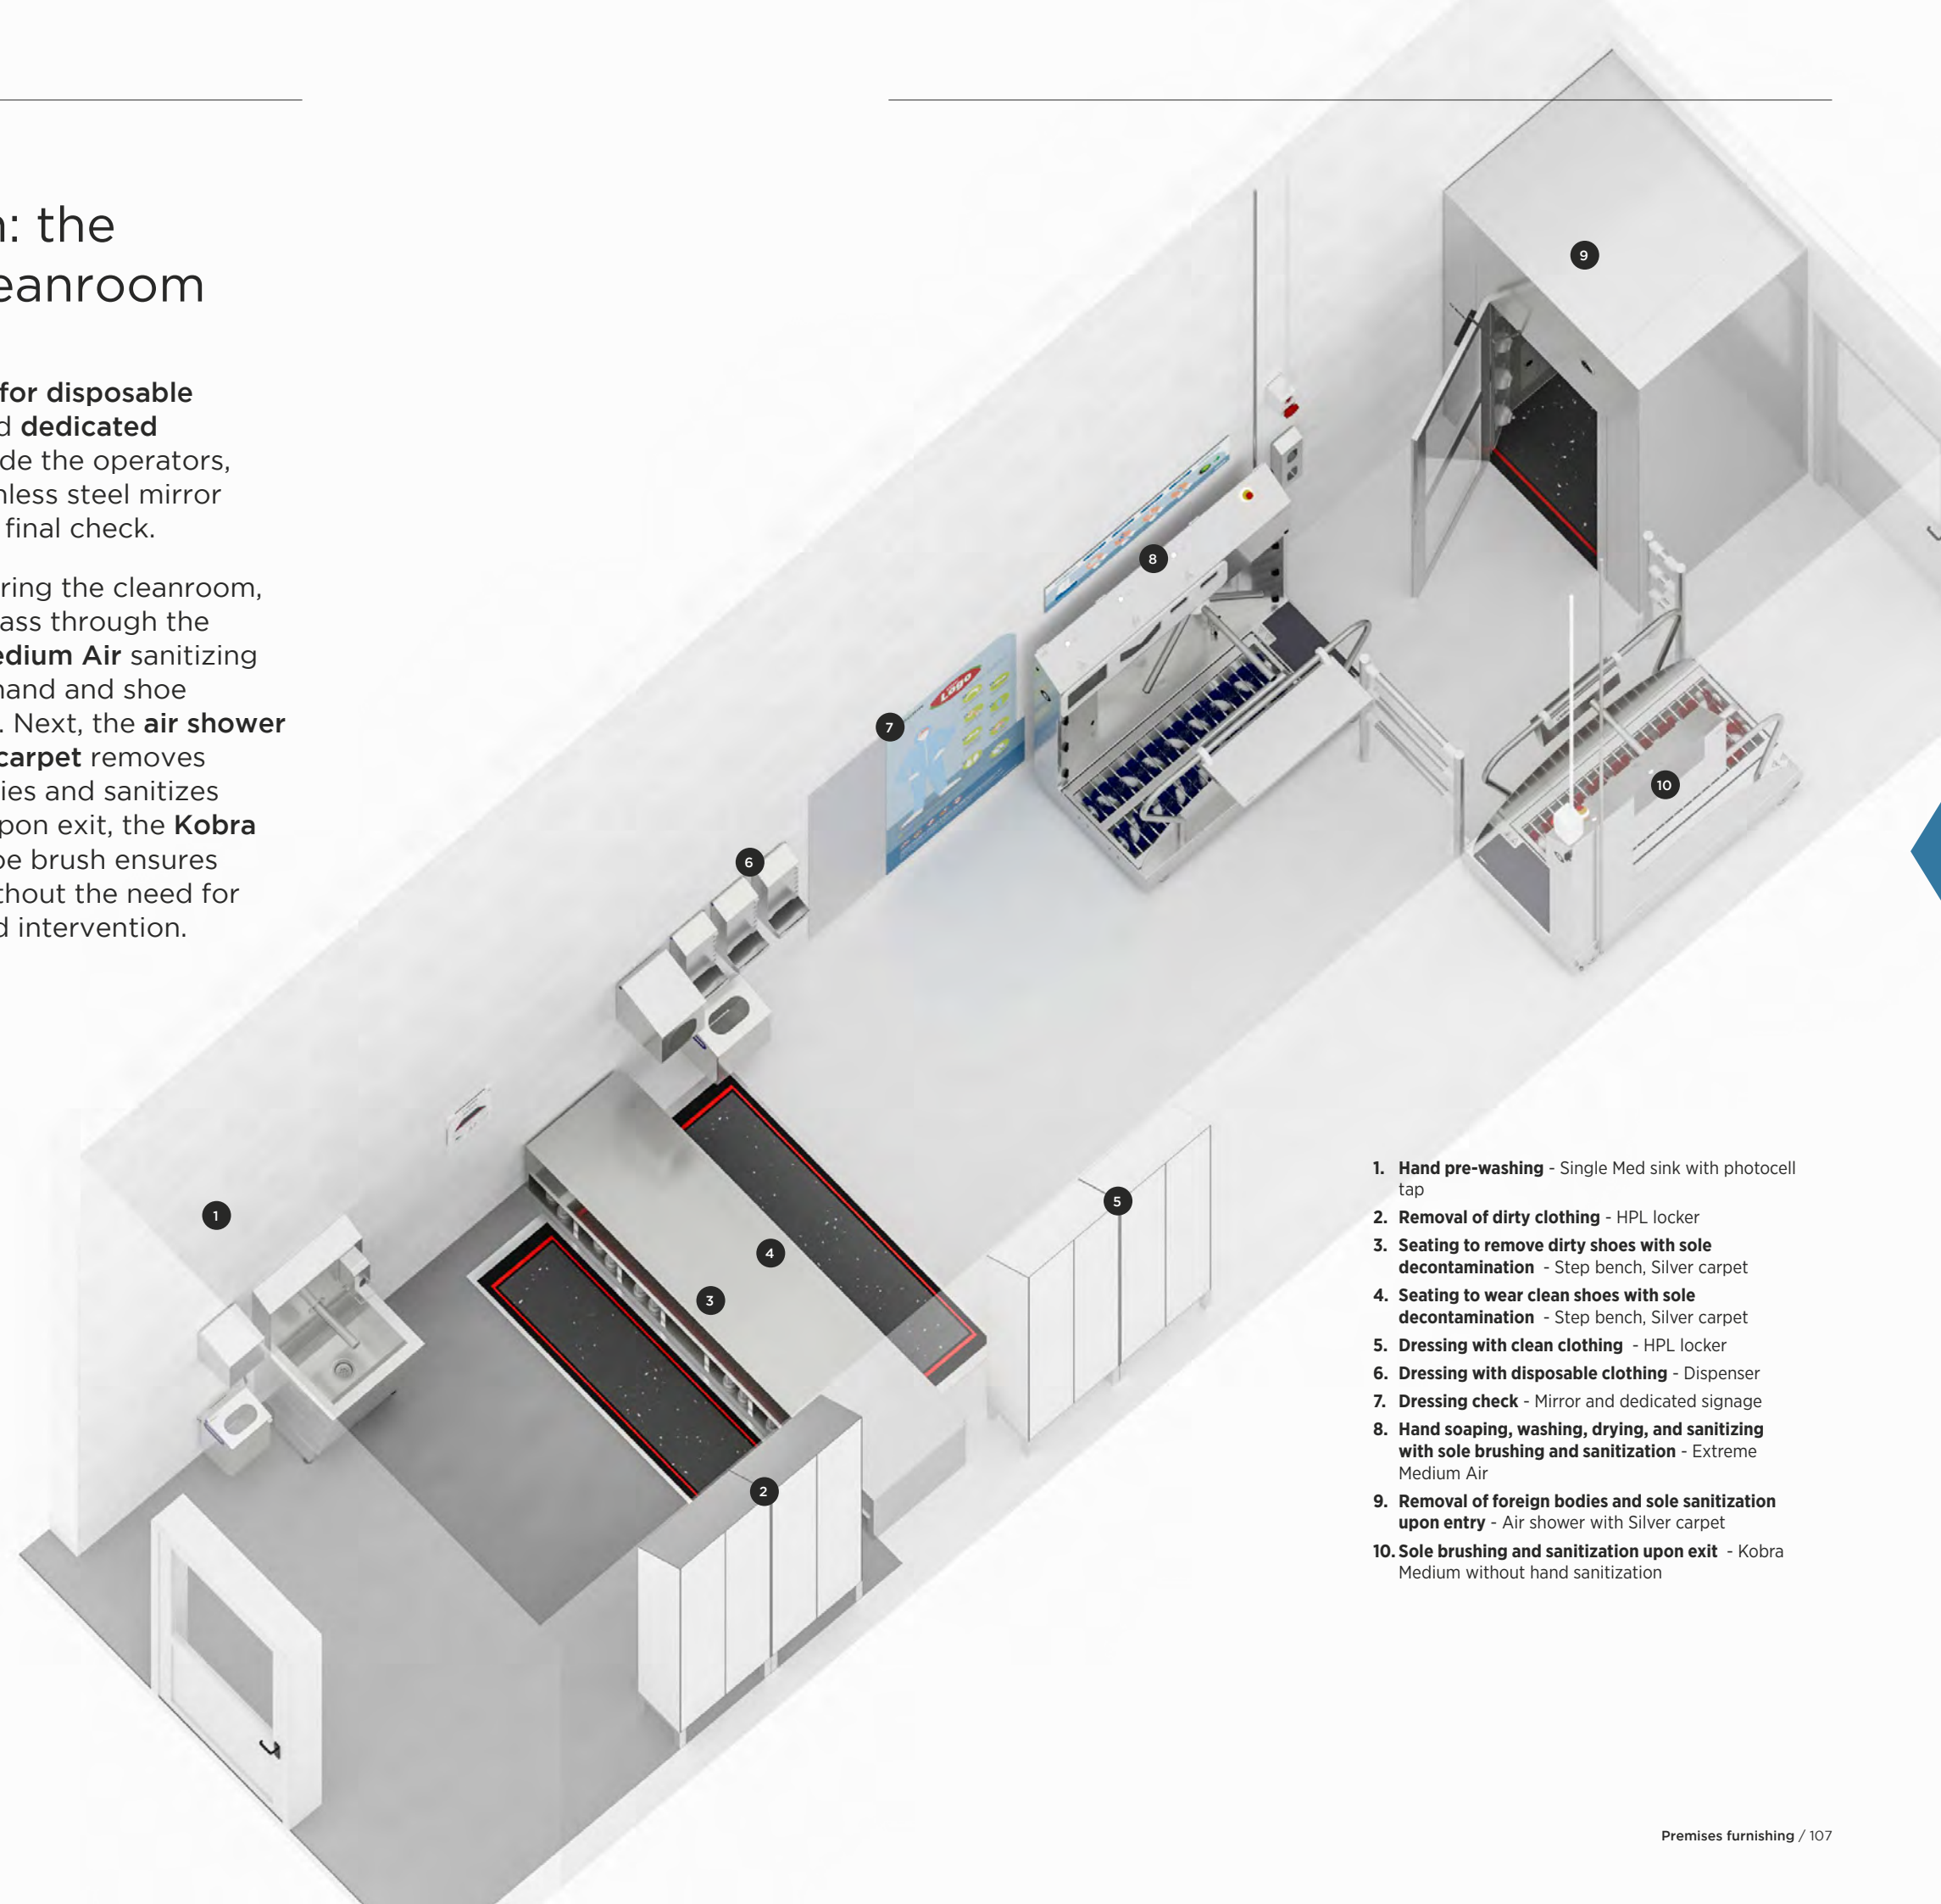 : the
eanroom
for disposable
d dedicated
de the operators,
nless steel mirror
final check.
ring the cleanroom,
ass through the
edium Air sanitizing
hand and shoe
. Next, the air shower
carpet removes
ies and sanitizes
pon exit, the Kobra
be brush ensures
thout the need for
d intervention.
9
8
Logo
7
10
6
1
5
4
3
2
1. Hand pre-washing - Single Med sink with photocell
tap
2. Removal of dirty clothing - HPL locker
3. Seating to remove dirty shoes with sole
decontamination - Step bench, Silver carpet
4. Seating to wear clean shoes with sole
decontamination - Step bench, Silver carpet
5. Dressing with clean clothing - HPL locker
6. Dressing with disposable clothing - Dispenser
7. Dressing check - Mirror and dedicated signage
8. Hand soaping, washing, drying, and sanitizing
with sole brushing and sanitization - Extreme
Medium Air
9. Removal of foreign bodies and sole sanitization
upon entry - Air shower with Silver carpet
10. Sole brushing and sanitization upon exit - Kobra
Medium without hand sanitization
Premises furnishing / 107